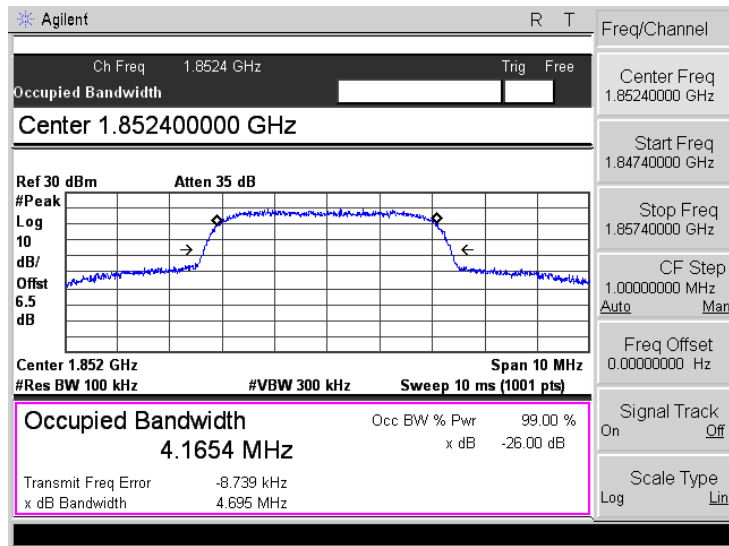 Agilent R T
Ch Freq 1.8524 GHz Trig Free
Occupied Bandwidth
Center 1.852400000 GHz
Ref 30 dBm Atten 35 dB
#Peak
Log
10
dB/
Offst
6.5
dB
Center 1.852 GHz Span 10 MHz
#Res BW 100 kHz #VBW 300 kHz Sweep 10 ms (1001 pts)
Occupied Bandwidth Occ BW % Pwr 99.00 %
4.1654 MHz x dB -26.00 dB
Transmit Freq Error -8.739 kHz
x dB Bandwidth 4.695 MHz
Freq/Channel
Center Freq
1.85240000 GHz
Start Freq
1.84740000 GHz
Stop Freq
1.85740000 GHz
CF Step
1.00000000 MHz
Auto Man
Freq Offset
0.00000000 Hz
Signal Track
On Off
Scale Type
Log Lin